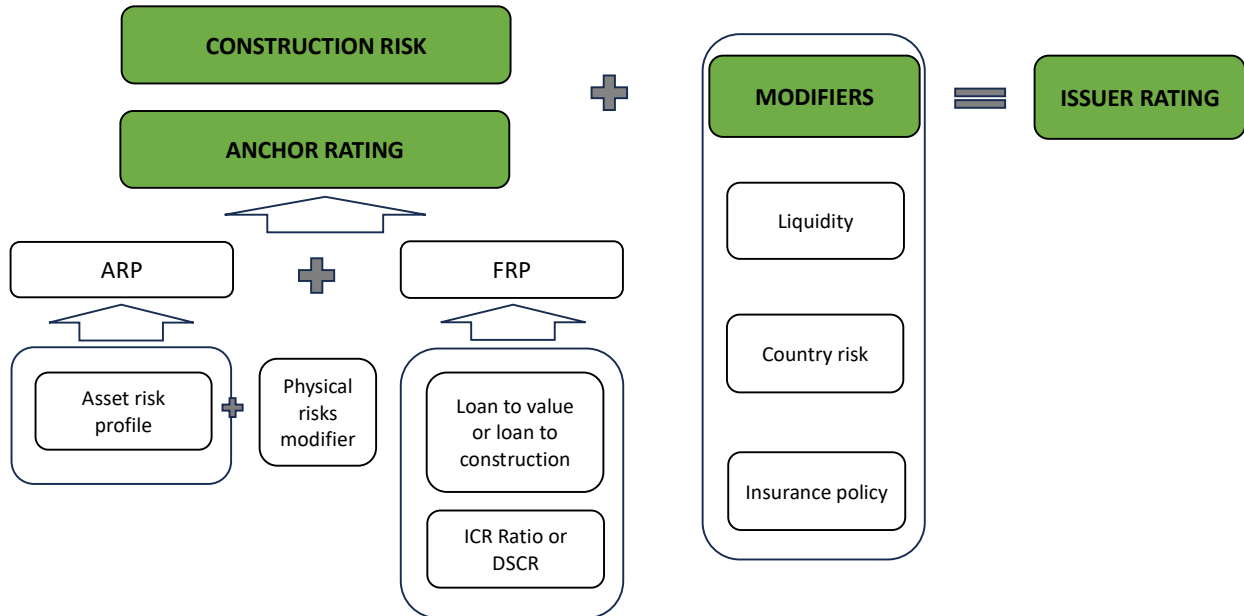 CONSTRUCTION RISK
ANCHOR RATING
ARP
FRP
Asset risk
profile
Physical
risks
modifier
Loan to value
or loan to
construction
ICR Ratio or
DSCR
MODIFIERS
Liquidity
Country risk
Insurance policy
ISSUER RATING